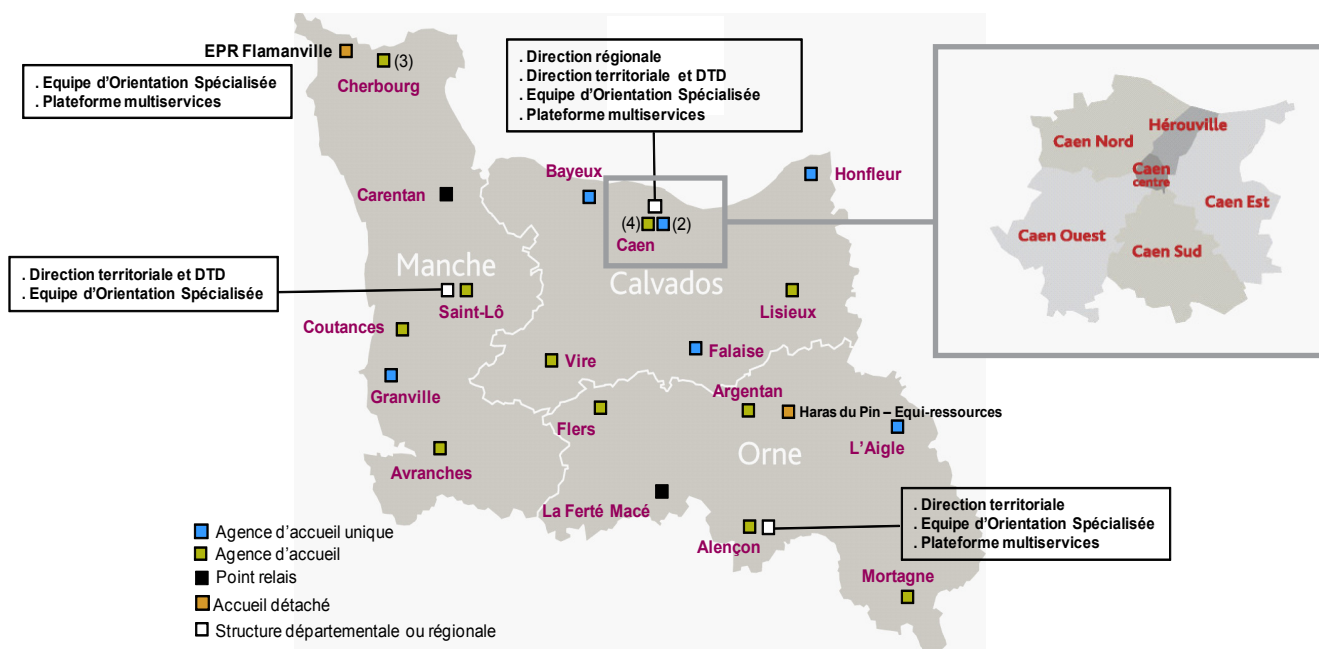 EPR Flamanville
(3)
Cherbourg
. Equipe d'Orientation Spécialisée
. Plateforme multiservices
. Direction régionale
. Direction territoriale et DTD
. Equipe d'Orientation Spécialisée
. Plateforme multiservices
Hérouville
Caen Nord
Caen
centre
Caen Est
Caen Ouest
Caen Sud
Bayeux
Honfleur
Carentan
(4)
(2)
Caen
. Direction territoriale et DTD
. Equipe d'Orientation Spécialisée
Manche
Calvados
Saint-Lô
Lisieux
Coutances
Vire
Falaise
Granville
Argentan
Haras du Pin – Equi-ressources
Flers
L'Aigle
Orne
Avranches
La Ferté Macé
. Direction territoriale
. Equipe d'Orientation Spécialisée
. Plateforme multiservices
Alençon
Mortagne
Agence d'accueil unique
Agence d'accueil
Point relais
Accueil détaché
Structure départementale ou régionale